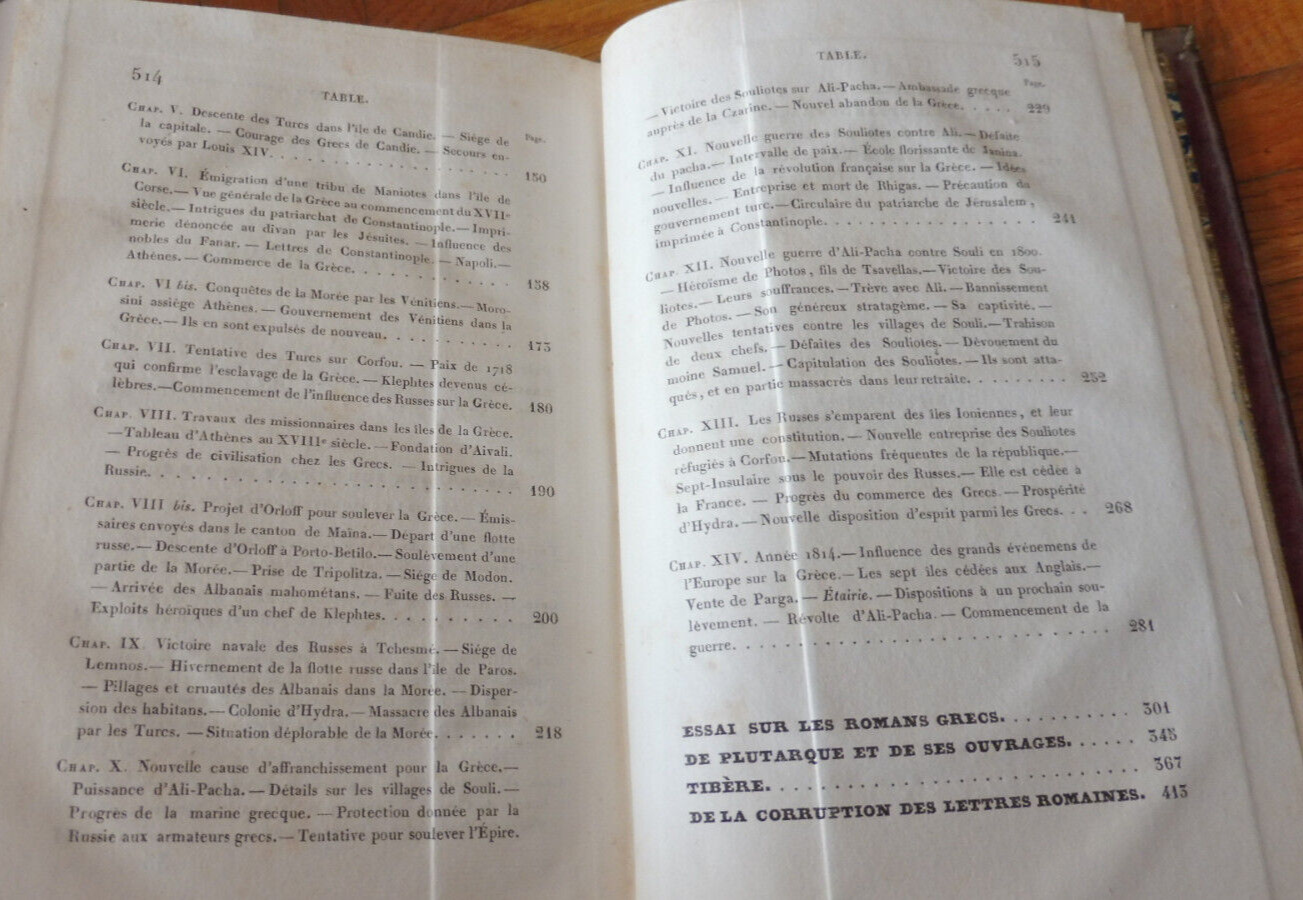 514
TABLE.
Page.
CHAP. V. Descente des Turcs dans l'île de Candie. — Siége de
la capitale. — Courage des Grecs de Candie. — Secours en-
voyés par Louis XIV. . . . . . . . . . . . . . . 150
CHAP. VI. Émigration d'une tribu de Maniotes dans l'île de
Corse. — Vue générale de la Grèce au commencement du XVIIe
siècle. — Intrigues du patriarchat de Constantinople. — Impri-
merie dénoncée au divan par les Jésuites. — Influence des
nobles du Fanar. — Lettres de Constantinople. — Napoli. —
Athènes. — Commerce de la Grèce. . . . . . . . . . 158
CHAP. VI bis. Conquêtes de la Morée par les Vénitiens. — Moro-
sini assiége Athènes. — Gouvernement des Vénitiens dans la
Grèce. — Ils en sont expulsés de nouveau. . . . . . . . 173
CHAP. VII. Tentative des Turcs sur Corfou. — Paix de 1718
qui confirme l'esclavage de la Grèce. — Klephtes devenus cé-
lèbres. — Commencement de l'influence des Russes sur la Grèce. 180
CHAP. VIII. Travaux des missionnaires dans les îles de la Grèce.
— Tableau d'Athènes au XVIIIe siècle. — Fondation d'Aivali.
— Progrès de civilisation chez les Grecs. — Intrigues de la
Russie. . . . . . . . . . . . . . . . . . . . . . 190
CHAP. VIII bis. Projet d'Orloff pour soulever la Grèce. — Émis-
saires envoyés dans le canton de Maïna. — Depart d'une flotte
russe. — Descente d'Orloff à Porto-Betilo. — Soulèvement d'une
partie de la Morée. — Prise de Tripolitza. — Siége de Modon.
— Arrivée des Albanais mahométans. — Fuite des Russes. —
Exploits héroïques d'un chef de Klephtes. . . . . . . . . 200
CHAP. IX. Victoire navale des Russes à Tchesmé. — Siége de
Lemnos. — Hivernement de la flotte russe dans l'île de Paros.
— Pillages et cruautés des Albanais dans la Morée. — Disper-
sion des habitans. — Colonie d'Hydra. — Massacre des Albanais
par les Turcs. — Situation déplorable de la Morée. . . . . . 218
CHAP. X. Nouvelle cause d'affranchissement pour la Grèce. —
Puissance d'Ali-Pacha. — Détails sur les villages de Souli. —
Progrès de la marine grecque. — Protection donnée par la
Russie aux armateurs grecs. — Tentative pour soulever l'Épire.
TABLE.
515
Page.
— Victoire des Souliotes sur Ali-Pacha. — Ambassade grecque
auprès de la Czarine. — Nouvel abandon de la Grèce. . . . . 229
CHAP. XI. Nouvelle guerre des Souliotes contre Ali. — Défaite
du pacha. — Intervalle de paix. — École florissante de Janina.
— Influence de la révolution française sur la Grèce. — Idées
nouvelles. — Entreprise et mort de Rhigas. — Précaution du
gouvernement turc. — Circulaire du patriarche de Jérusalem,
imprimée à Constantinople. . . . . . . . . . . . . . . 241
CHAP. XII. Nouvelle guerre d'Ali-Pacha contre Souli en 1800.
— Héroïsme de Photos, fils de Tsavellas. — Victoire des Sou-
liotes. — Leurs souffrances. — Trève avec Ali. — Bannissement
de Photos. — Son généreux stratagème. — Sa captivité. —
Nouvelles tentatives contre les villages de Souli. — Trahison
de deux chefs. — Défaites des Souliotes. — Dévouement du
moine Samuel. — Capitulation des Souliotes. — Ils sont atta-
qués, et en partie massacrés dans leur retraite. . . . . . . . . 252
CHAP. XIII. Les Russes s'emparent des îles Ioniennes, et leur
donnent une constitution. — Nouvelle entreprise des Souliotes
réfugiés à Corfou. — Mutations fréquentes de la république. —
Sept-Insulaire sous le pouvoir des Russes. — Elle est cédée à
la France. — Progrès du commerce des Grecs. — Prospérité
d'Hydra. — Nouvelle disposition d'esprit parmi les Grecs. . . 268
CHAP. XIV. Année 1814. — Influence des grands événemens de
l'Europe sur la Grèce. — Les sept îles cédées aux Anglais. —
Vente de Parga. — Étairie. — Dispositions à un prochain sou-
lèvement. — Révolte d'Ali-Pacha. — Commencement de la
guerre. . . . . . . . . . . . . . . . . . . . . . . 281
ESSAI SUR LES ROMANS GRECS. . . . . . . . . . . 301
DE PLUTARQUE ET DE SES OUVRAGES. . . . . . 345
TIBÈRE. . . . . . . . . . . . . . . . . . . . . . 367
DE LA CORRUPTION DES LETTRES ROMAINES. 413